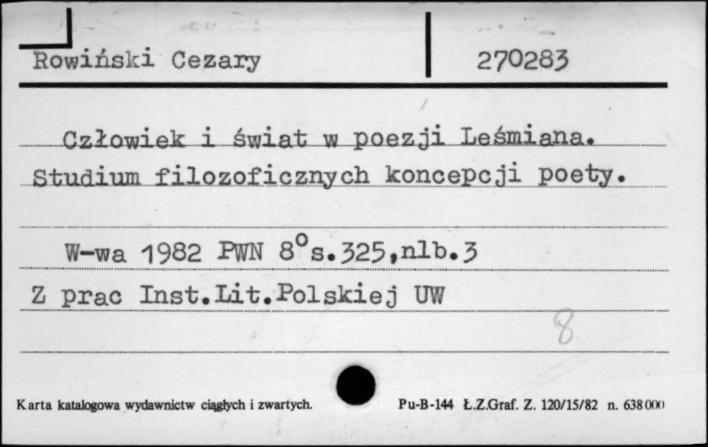 Rowiński Cezary 270283
Człowiek i świat w poezji Leśmiana.
Studium filozoficznych koncepcji poety.
W-wa 1982 PWN 8° s.325,nlb.3
Z prac Inst.Lit.Polskiej UW
8
Karta katalogowa wydawnictw ciągłych i zwartych. Pu-B-144 Ł.Z.Graf. Z. 120/15/82 n. 638000